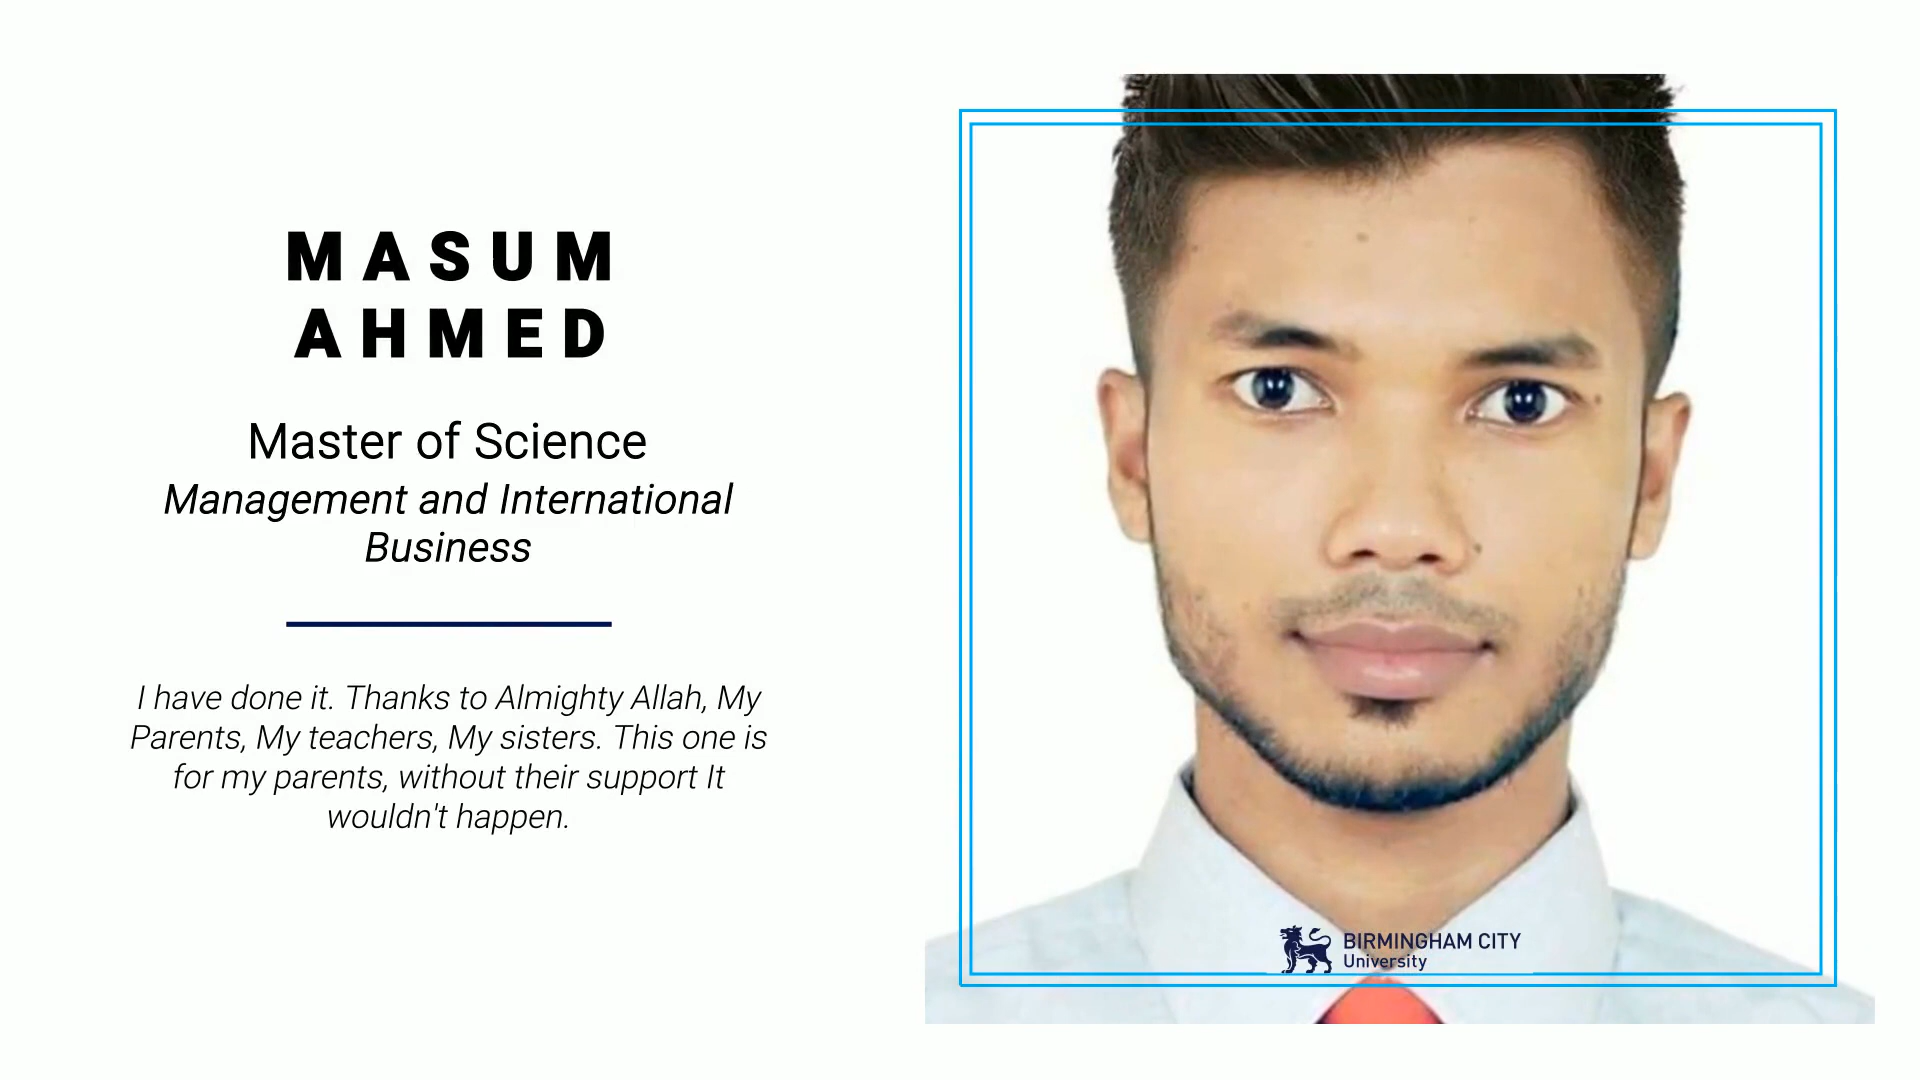 MASUM
AHMED
Master of Science
Management and International
Business
I have done it. Thanks to Almighty Allah, My
Parents, My teachers, My sisters. This one is
for my parents, without their support It
wouldn't happen.
BIRMINGHAM CITY
University